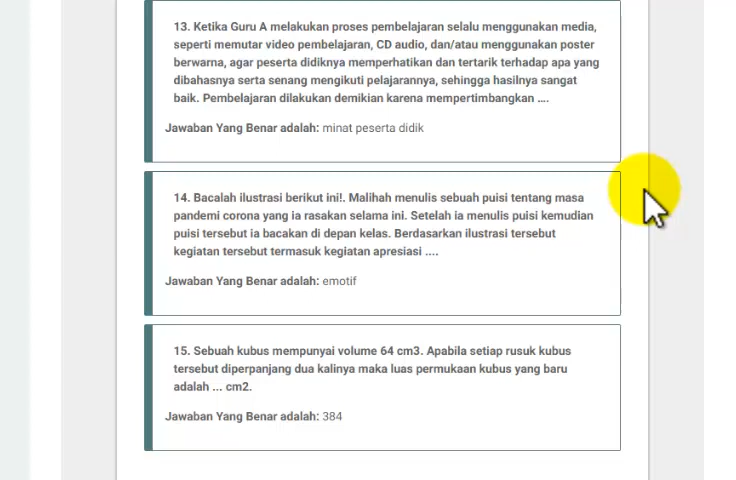 13. Ketika Guru A melakukan proses pembelajaran selalu menggunakan media,
seperti memutar video pembelajaran, CD audio, dan/atau menggunakan poster
berwarna, agar peserta didiknya memperhatikan dan tertarik terhadap apa yang
dibahasnya serta senang mengikuti pelajarannya, sehingga hasilnya sangat
baik. Pembelajaran dilakukan demikian karena mempertimbangkan ....
Jawaban Yang Benar adalah: minat peserta didik
14. Bacalah ilustrasi berikut ini!. Malihah menulis sebuah puisi tentang masa
pandemi corona yang ia rasakan selama ini. Setelah ia menulis puisi kemudian
puisi tersebut ia bacakan di depan kelas. Berdasarkan ilustrasi tersebut
kegiatan tersebut termasuk kegiatan apresiasi ....
Jawaban Yang Benar adalah: emotif
15. Sebuah kubus mempunyai volume 64 cm3. Apabila setiap rusuk kubus
tersebut diperpanjang dua kalinya maka luas permukaan kubus yang baru
adalah ... cm2.
Jawaban Yang Benar adalah: 384